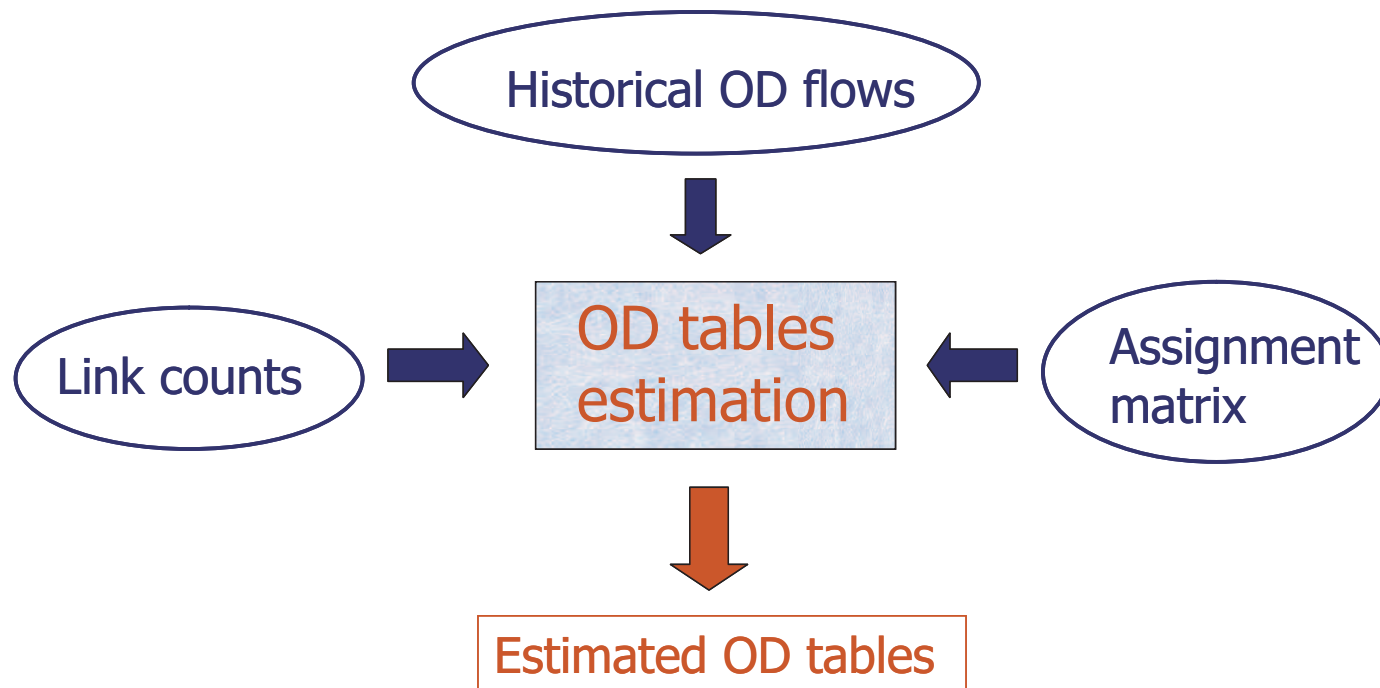 Historical OD flows
Link counts
OD tables
estimation
Assignment
matrix
Estimated OD tables